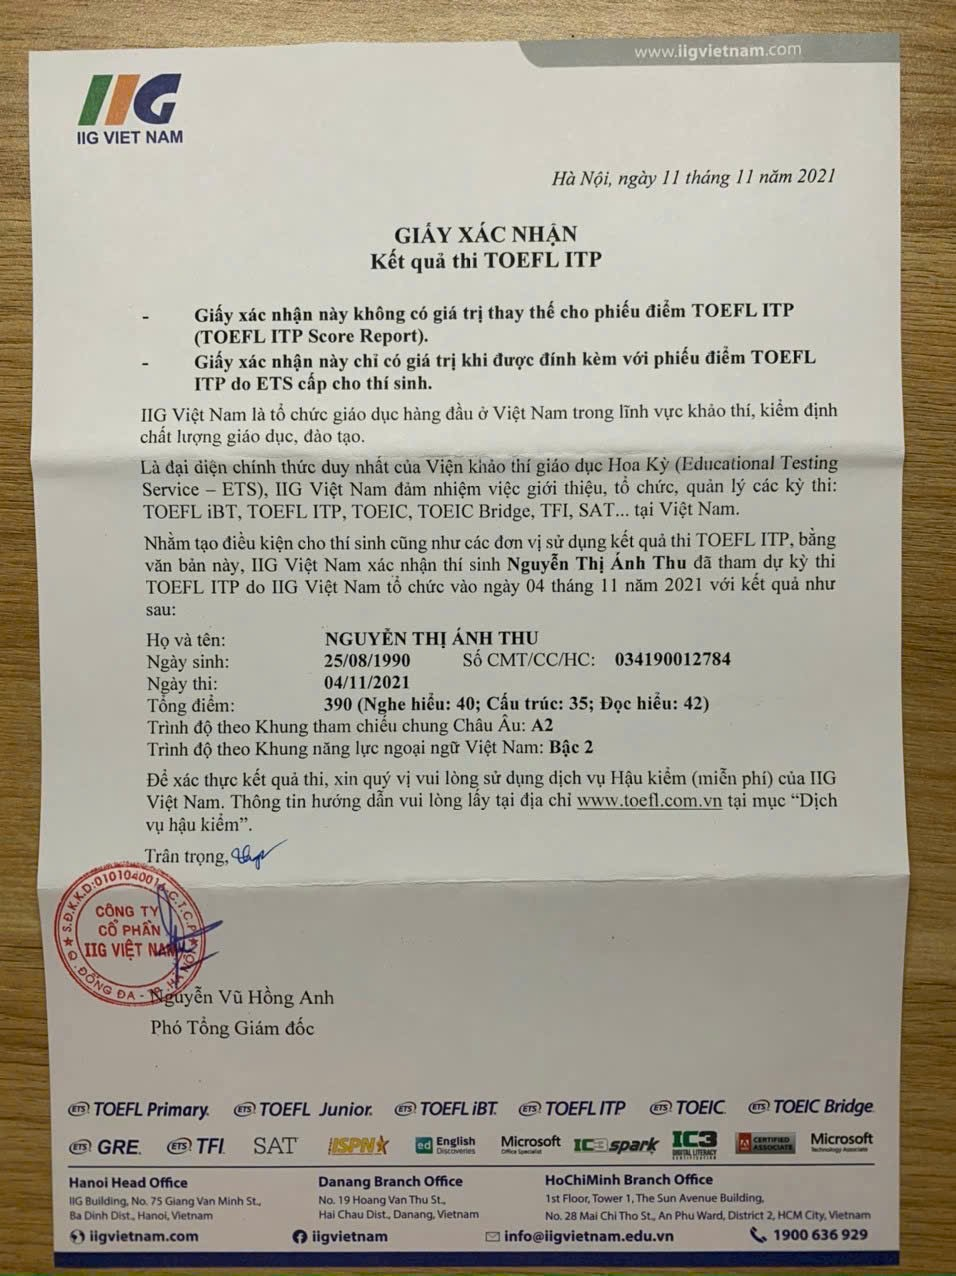 www.iigvietnam.com
IIG
IIG VIET NAM
Hà Nội, ngày 11 tháng 11 năm 2021
GIẤY XÁC NHẬN
Kết quả thi TOEFL ITP
- Giấy xác nhận này không có giá trị thay thế cho phiếu điểm TOEFL ITP
(TOEFL ITP Score Report).
- Giấy xác nhận này chỉ có giá trị khi được đính kèm với phiếu điểm TOEFL
ITP do ETS cấp cho thí sinh.
IIG Việt Nam là tổ chức giáo dục hàng đầu ở Việt Nam trong lĩnh vực khảo thí, kiểm định
chất lượng giáo dục, đào tạo.
Là đại diện chính thức duy nhất của Viện khảo thí giáo dục Hoa Kỳ (Educational Testing
Service – ETS), IIG Việt Nam đảm nhiệm việc giới thiệu, tổ chức, quản lý các kỳ thi:
TOEFL iBT, TOEFL ITP, TOEIC, TOEIC Bridge, TFI, SAT... tại Việt Nam.
Nhằm tạo điều kiện cho thí sinh cũng như các đơn vị sử dụng kết quả thi TOEFL ITP, bằng
văn bản này, IIG Việt Nam xác nhận thí sinh Nguyễn Thị Ánh Thu đã tham dự kỳ thi
TOEFL ITP do IIG Việt Nam tổ chức vào ngày 04 tháng 11 năm 2021 với kết quả như
sau:
Họ và tên: NGUYỄN THỊ ÁNH THU
Ngày sinh: 25/08/1990 Số CMT/CC/HC: 034190012784
Ngày thi: 04/11/2021
Tổng điểm: 390 (Nghe hiểu: 40; Cấu trúc: 35; Đọc hiểu: 42)
Trình độ theo Khung tham chiếu chung Châu Âu: A2
Trình độ theo Khung năng lực ngoại ngữ Việt Nam: Bậc 2
Để xác thực kết quả thi, xin quý vị vui lòng sử dụng dịch vụ Hậu kiểm (miễn phí) của IIG
Việt Nam. Thông tin hướng dẫn vui lòng lấy tại địa chỉ www.toefl.com.vn tại mục “Dịch
vụ hậu kiểm”.
Trân trọng,
CÔNG TY
CỔ PHẦN
IIG VIỆT NAM
Q. ĐỐNG ĐA
Nguyễn Vũ Hồng Anh
Phó Tổng Giám đốc
ETS TOEFL Primary. ETS TOEFL Junior. ETS TOEFL iBT. ETS TOEFL ITP ETS TOEIC. ETS TOEIC Bridge
ETS GRE. ETS TFI. SAT ISPN ed English Discoveries Microsoft Office Specialist IC3 spark IC3 DIGITAL LITERACY CERTIFICATION CERTIFIED ASSOCIATE Microsoft Technology Associate
Hanoi Head Office Danang Branch Office HoChiMinh Branch Office
IIG Building, No. 75 Giang Van Minh St., No. 19 Hoang Van Thu St., 1st Floor, Tower 1, The Sun Avenue Building,
Ba Dinh Dist., Hanoi, Vietnam Hai Chau Dist., Danang, Vietnam No. 28 Mai Chi Tho St., An Phu Ward, District 2, HCM City, Vietnam
iigvietnam.com iigvietnam info@iigvietnam.edu.vn 1900 636 929